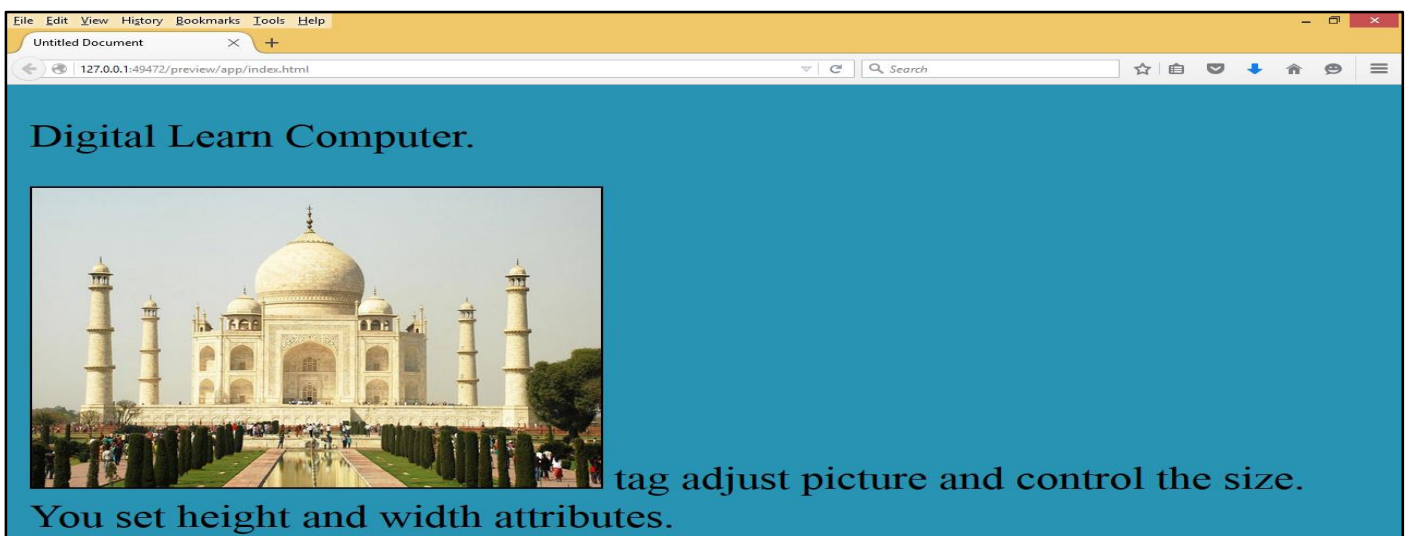 File Edit View History Bookmarks Tools Help
Untitled Document
127.0.0.1:49472/preview/app/index.html
Search
Digital Learn Computer.
tag adjust picture and control the size.
You set height and width attributes.